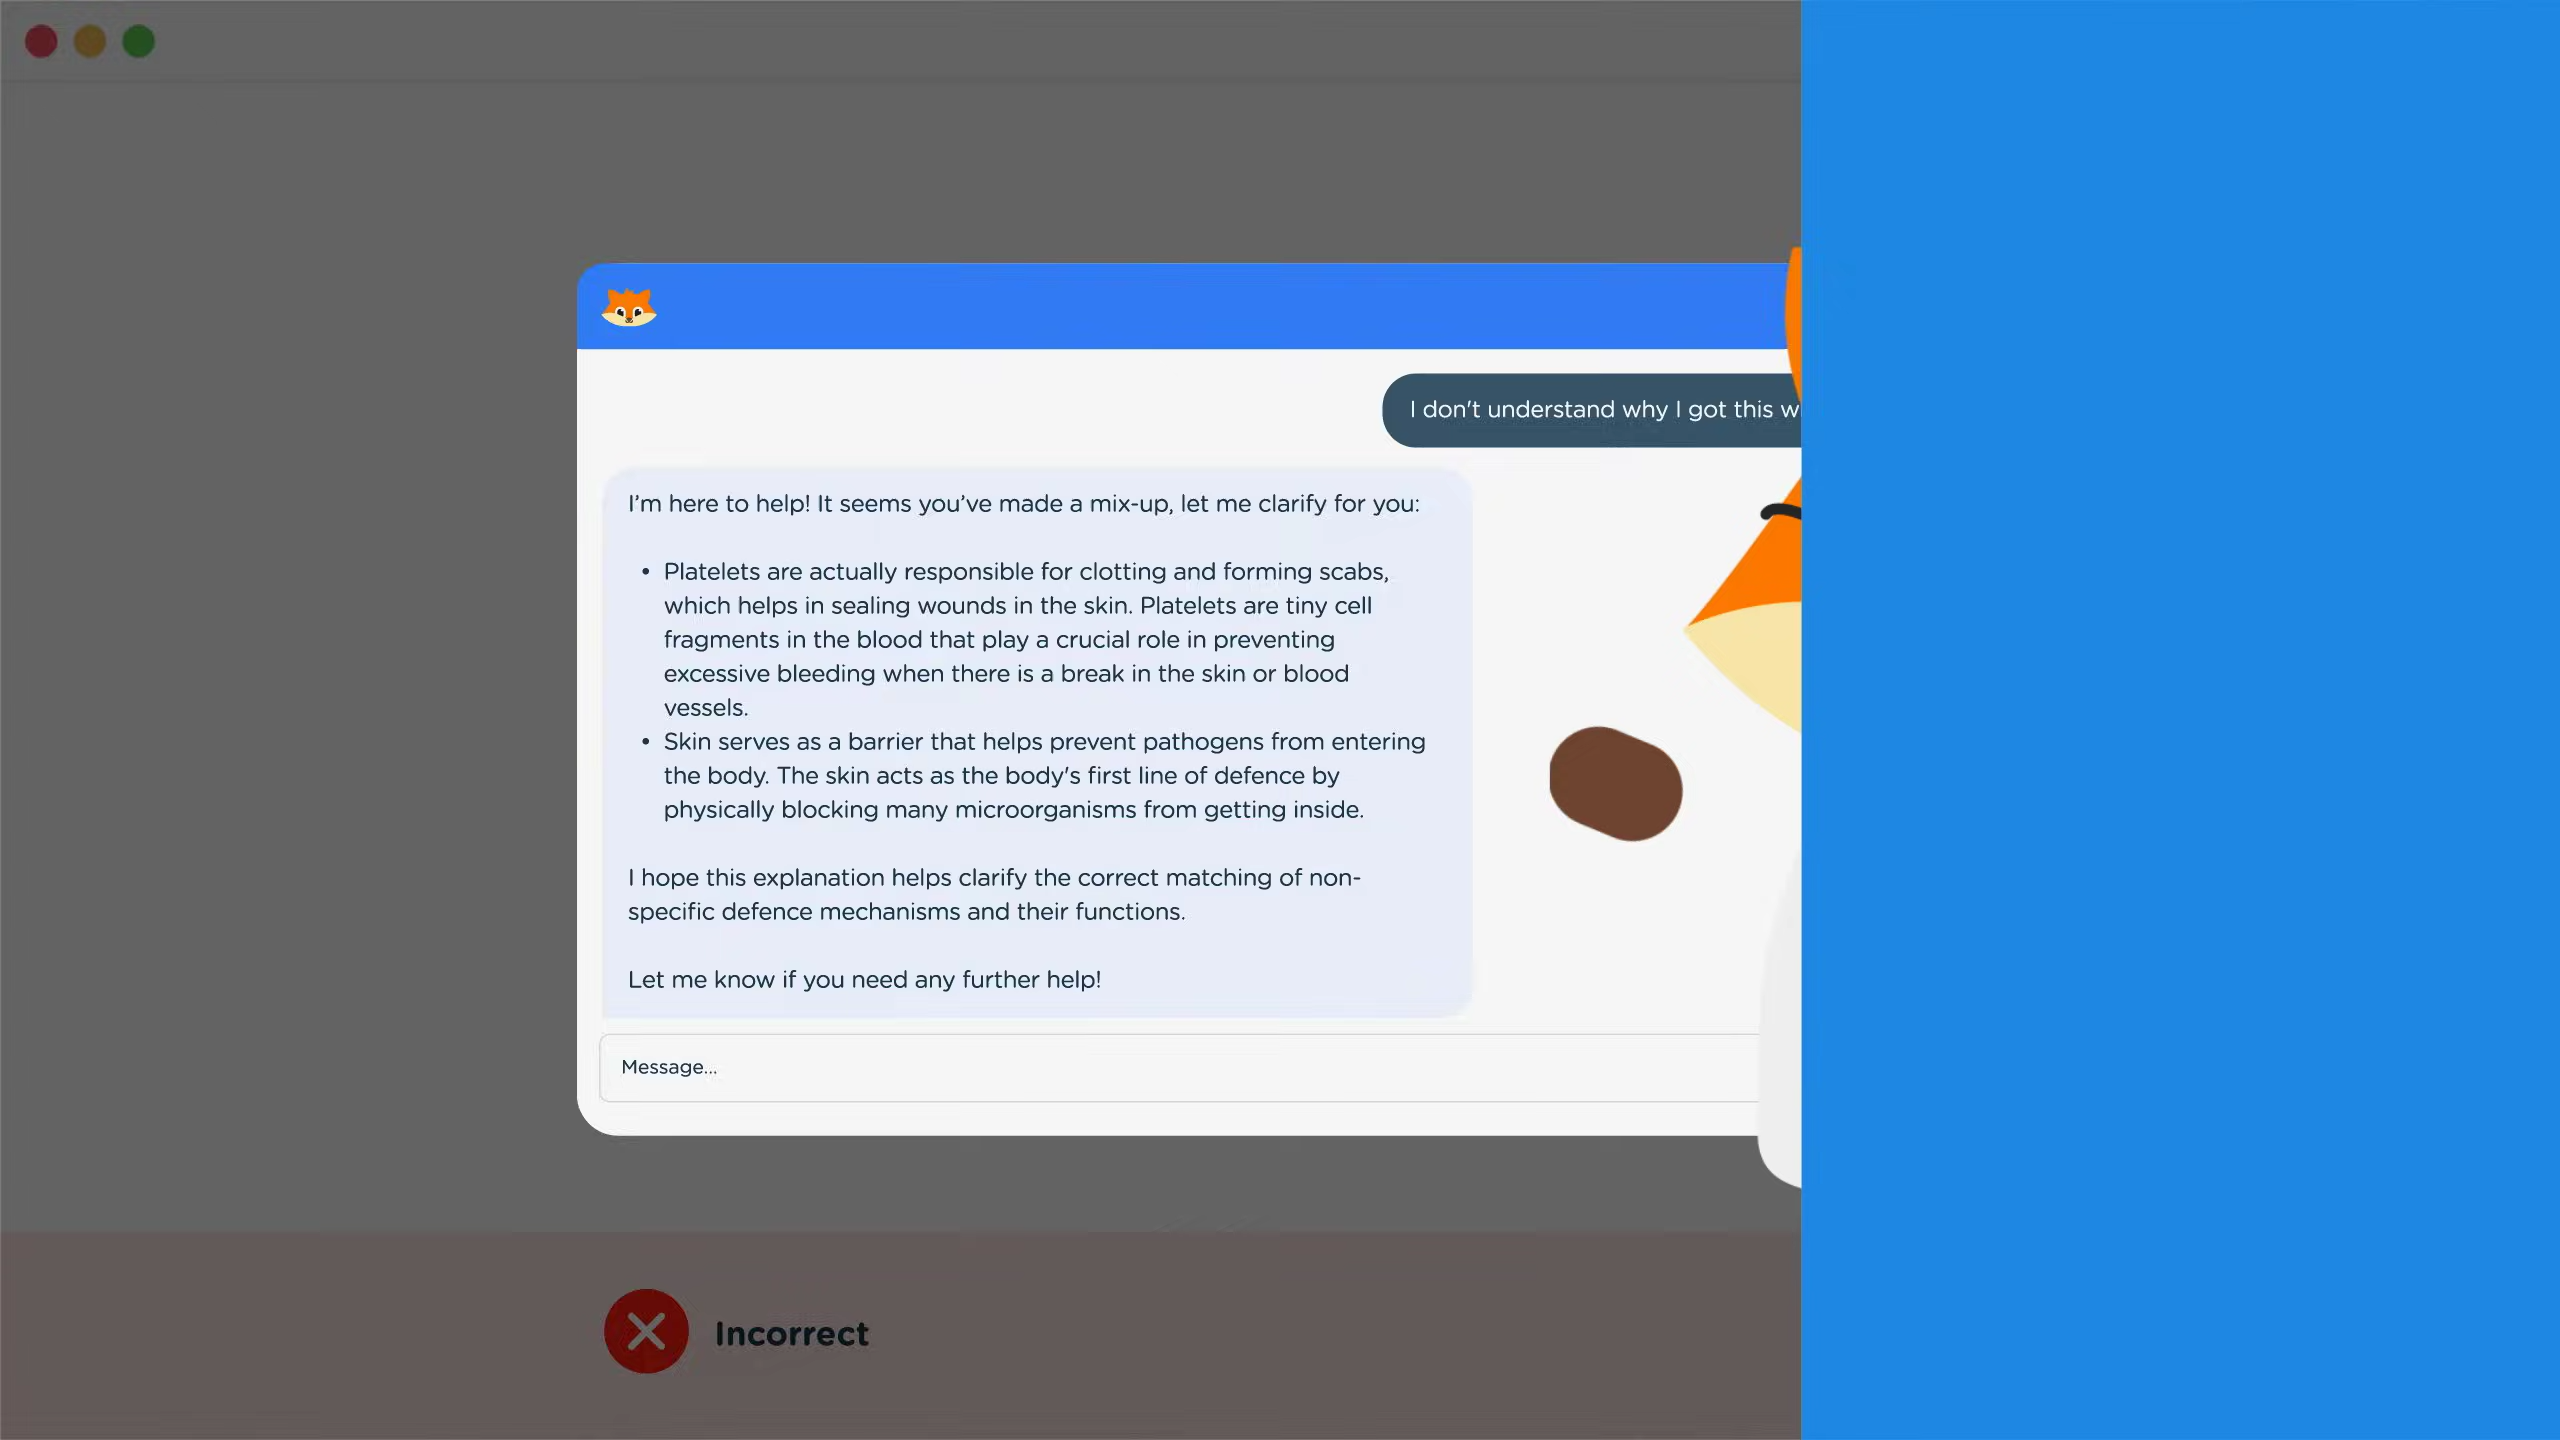 I don't understand why I got this
I’m here to help! It seems you’ve made a mix-up, let me clarify for you:
• Platelets are actually responsible for clotting and forming scabs,
which helps in sealing wounds in the skin. Platelets are tiny cell
fragments in the blood that play a crucial role in preventing
excessive bleeding when there is a break in the skin or blood
vessels.
• Skin serves as a barrier that helps prevent pathogens from entering
the body. The skin acts as the body's first line of defence by
physically blocking many microorganisms from getting inside.
I hope this explanation helps clarify the correct matching of non-
specific defence mechanisms and their functions.
Let me know if you need any further help!
Message...
Incorrect